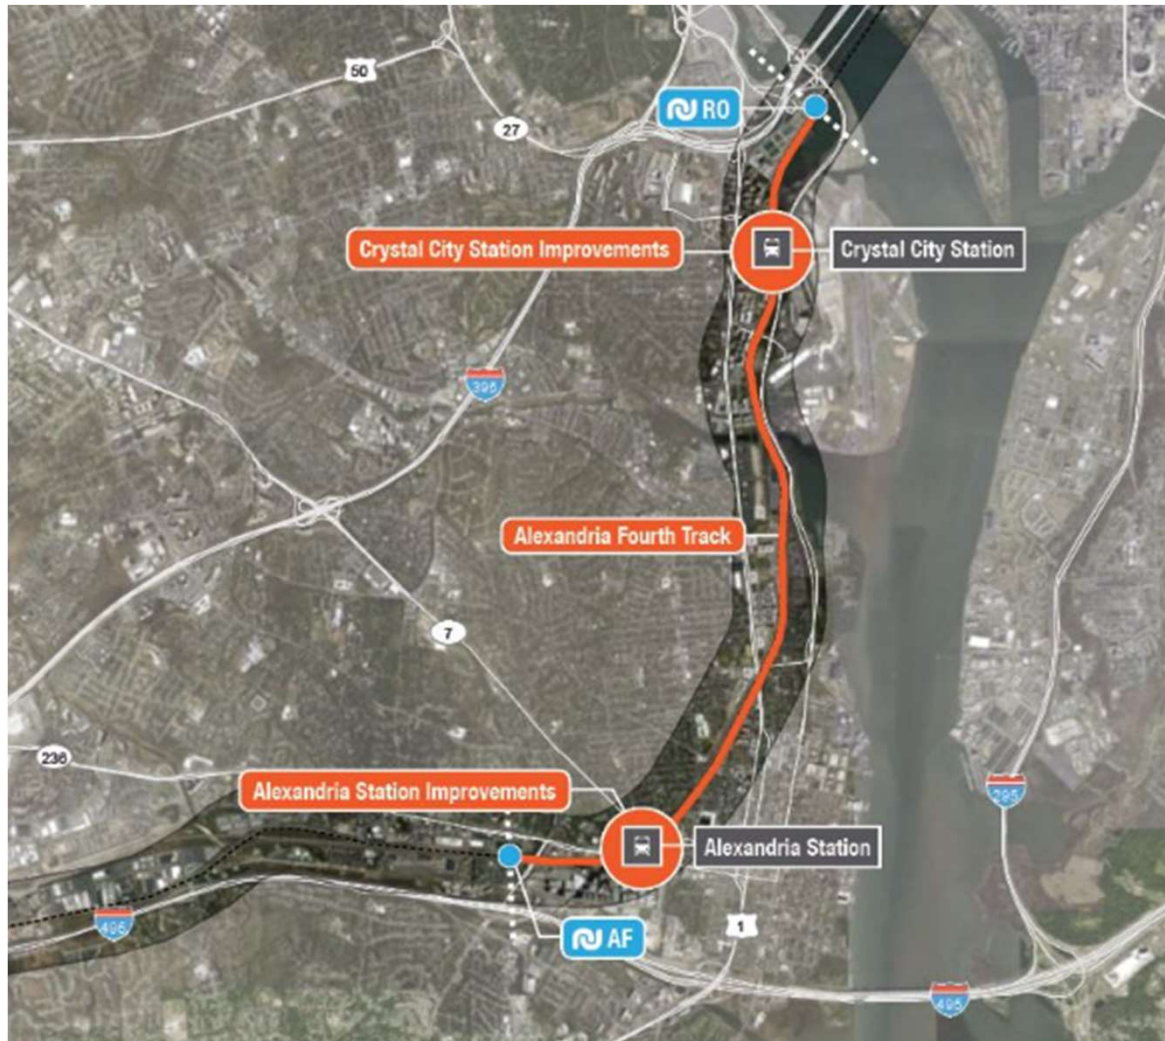 50
27
RO
Crystal City Station Improvements
Crystal City Station
395
Alexandria Fourth Track
7
236
Alexandria Station Improvements
295
Alexandria Station
495
1
AF
495